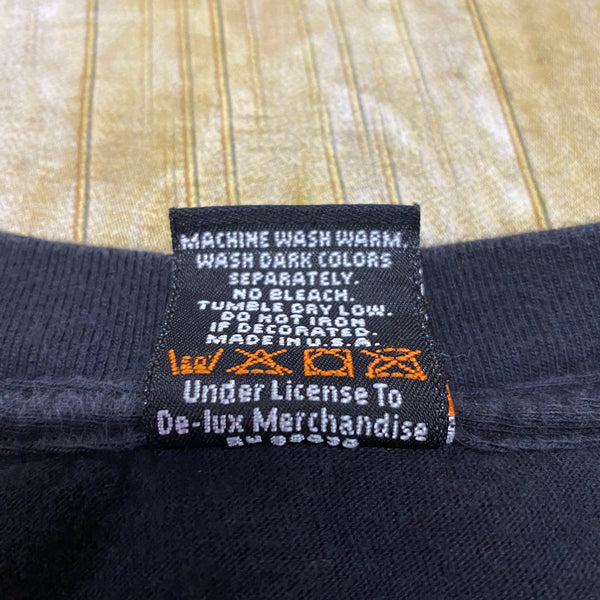 MACHINE WASH WARM.
WASH DARK COLORS
SEPARATELY.
NO BLEACH.
TUMBLE DRY LOW.
DO NOT IRON
IF DECORATED.
MADE IN U.S.A.
Under License To
De-lux Merchandise